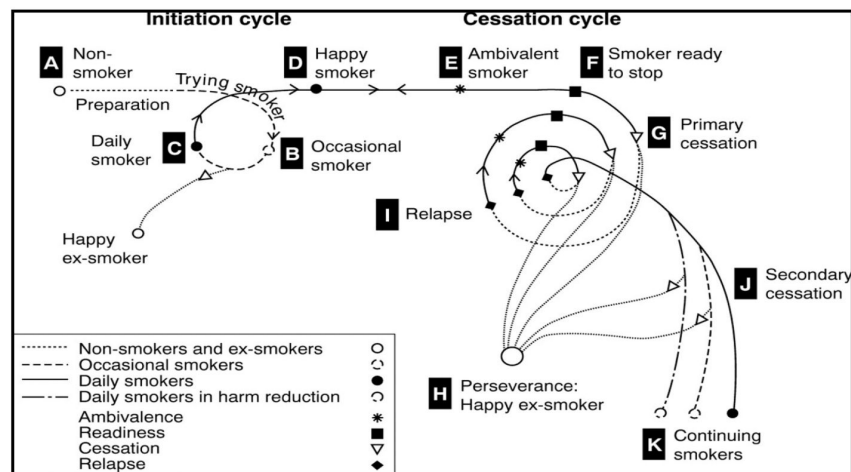 Initiation cycle
Cessation cycle
A Non-
smoker
D Happy
smoker
E Ambivalent
smoker
F Smoker ready
to stop
Trying smoker
Preparation
G Primary
cessation
Daily
smoker C
B Occasional
smoker
I Relapse
Happy
ex-smoker
J Secondary
cessation
H Perseverance:
Happy ex-smoker
K Continuing
smokers
Non-smokers and ex-smokers
Occasional smokers
Daily smokers
Daily smokers in harm reduction
Ambivalence
Readiness
Cessation
Relapse